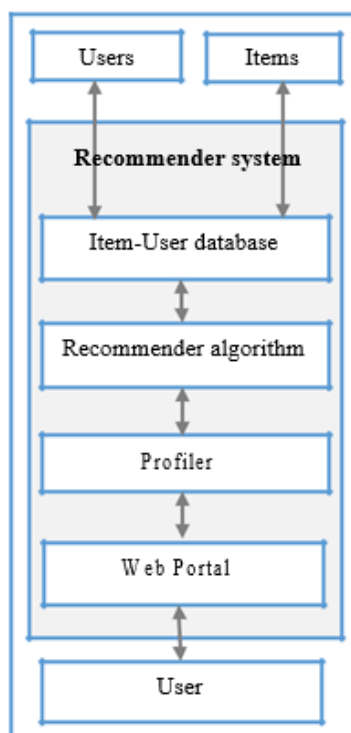 Users
Items
Recommender system
Item-User database
Recommender algorithm
Profiler
Web Portal
User